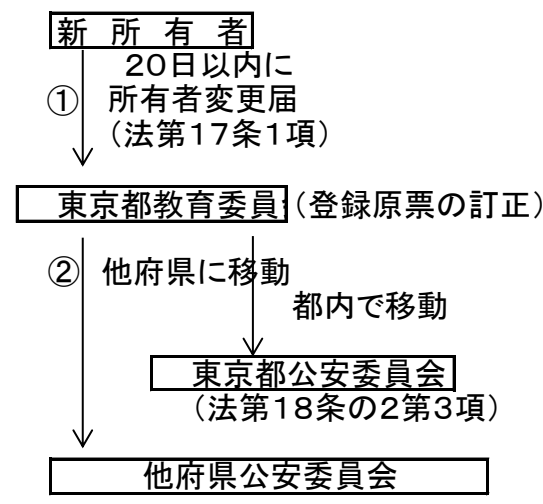 新所有者
20日以内に
① 所有者変更届
(法第17条1項)
東京都教育委員(登録原票の訂正)
② 他府県に移動
都内で移動
東京都公安委員会
(法第18条の2第3項)
他府県公安委員会